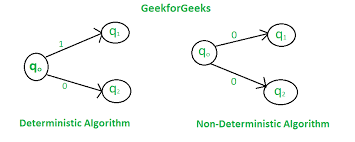 GeekforGeeks
1
q1
0
q1
q0
q0
0
q2
0
q2
Deterministic Algorithm
Non-Deterministic Algorithm